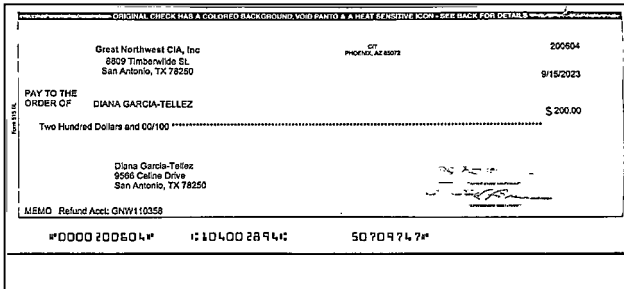 ORIGINAL CHECK HAS A COLORED BACKGROUND, VOID PANTO & A HEAT SENSITIVE ICON - SEE BACK FOR DETAILS
Great Northwest CIA, Inc
8809 Timberwilde St.
San Antonio, TX 78250
CIT
PHOENIX, AZ 85072
200604
9/15/2023
PAY TO THE
ORDER OF DIANA GARCIA-TELLEZ
$ 200.00
Two Hundred Dollars and 00/100
Diana Garcia-Tellez
9566 Celine Drive
San Antonio, TX 78250
MEMO Refund Acct: GNW110358
⑈0000200604⑈ ⑆104002894⑆ 50709747⑈